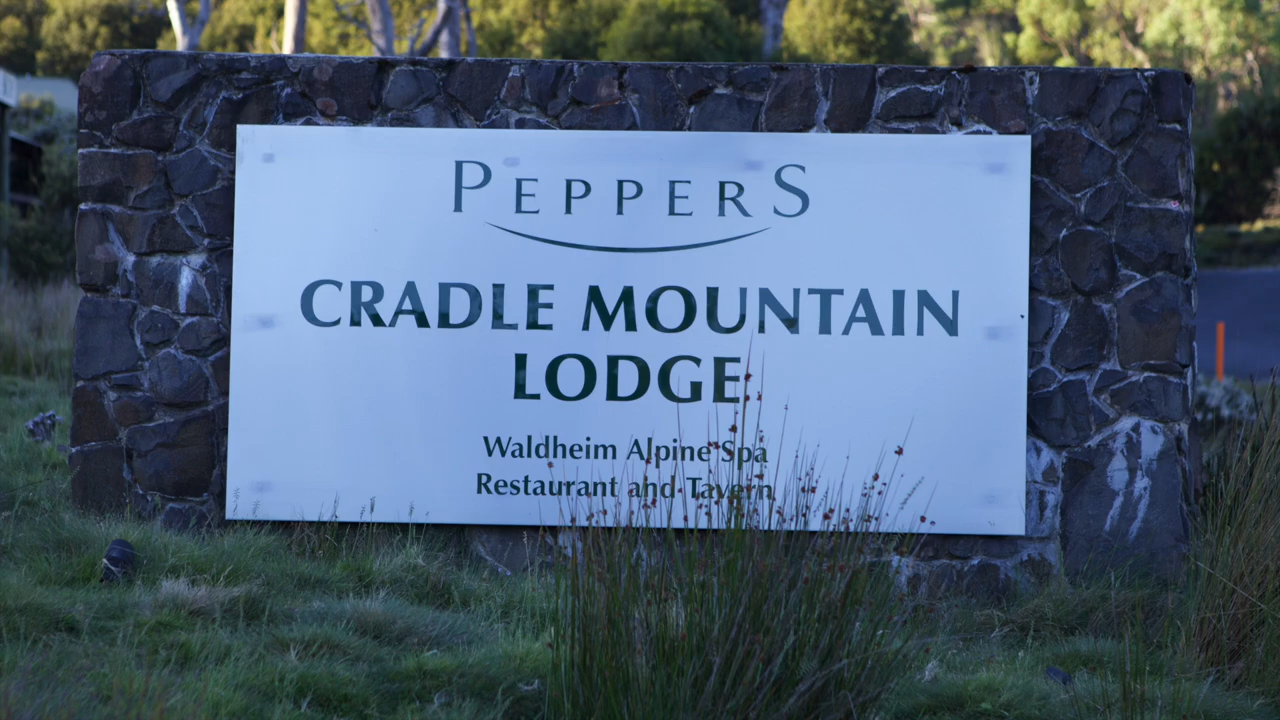 PEPPERS
CRADLE MOUNTAIN
LODGE
Waldheim Alpine Spa
Restaurant and Tavern